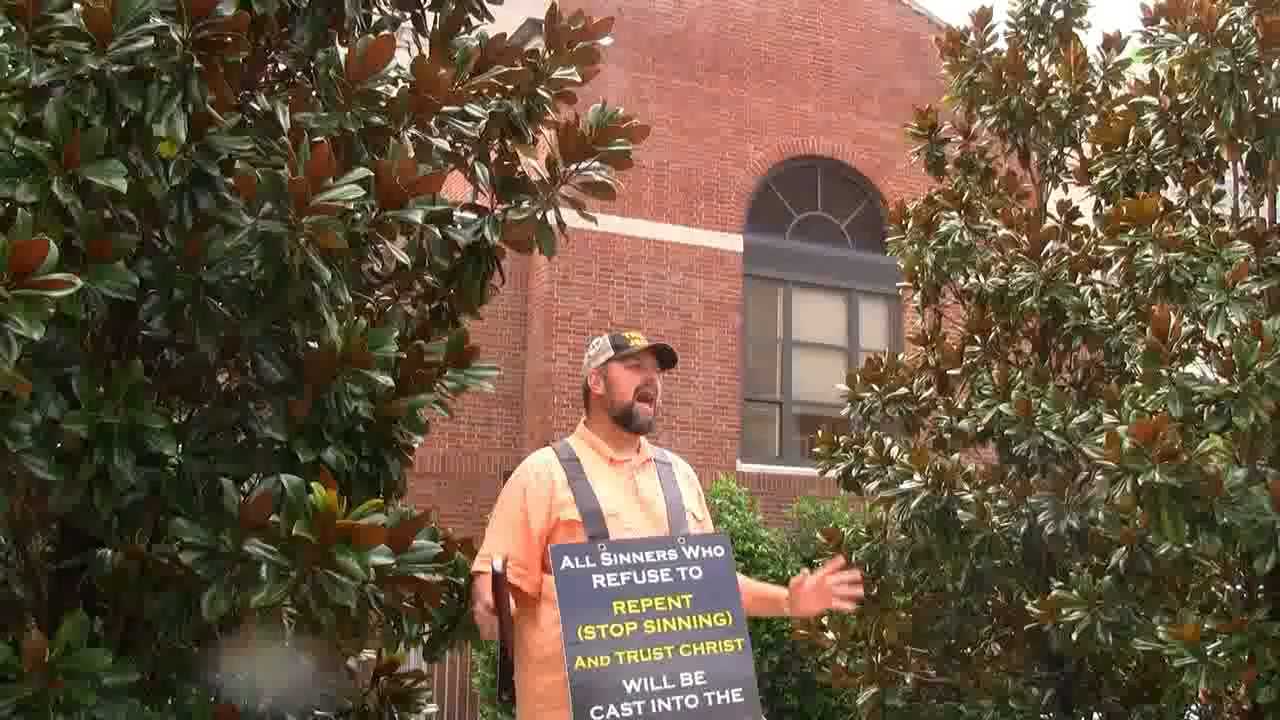 All Sinners Who
REFUSE TO
REPENT
(STOP SINNING)
And TRUST CHRIST
WILL BE
CAST INTO THE